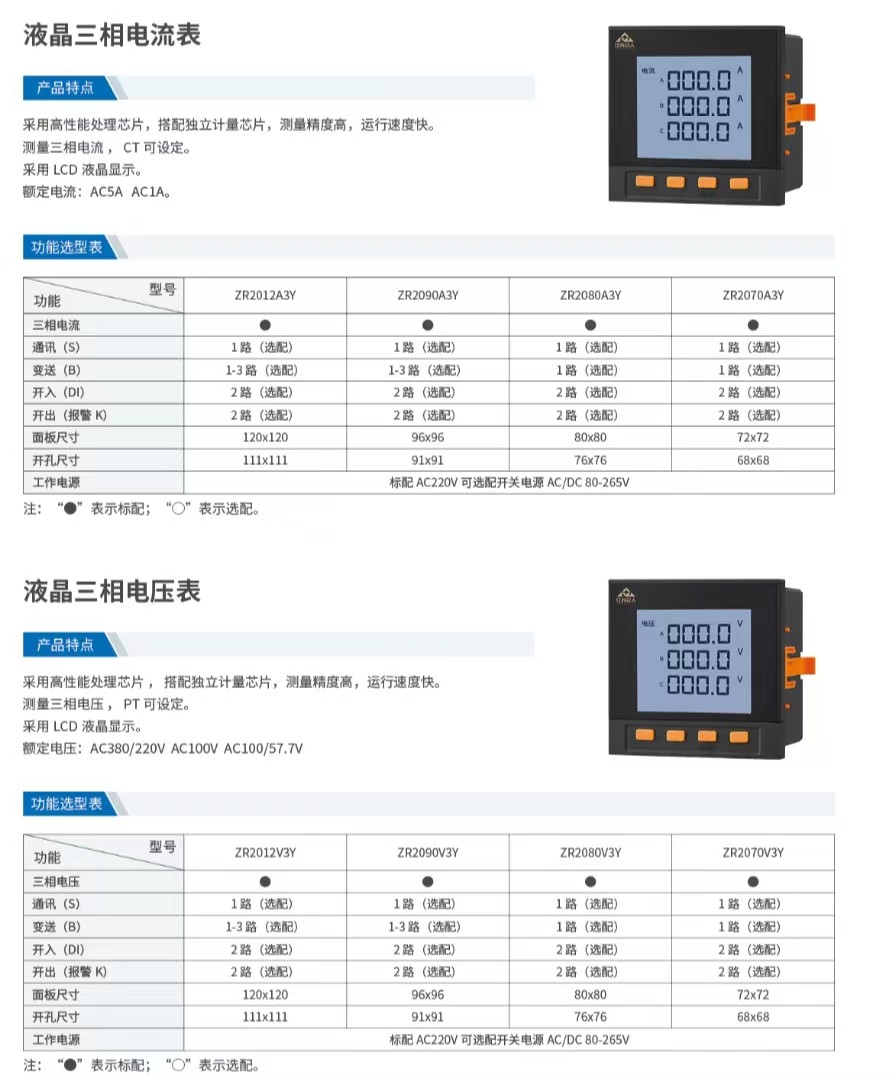 液晶三相电流表
产品特点
采用高性能处理芯片，搭配独立计量芯片，测量精度高，运行速度快。
测量三相电流， CT 可设定。
采用 LCD 液晶显示。
额定电流：AC5A AC1A。
电流
A 000.0 A
B 000.0 A
C 000.0 A
功能选型表
型号 功能 ZR2012A3Y ZR2090A3Y ZR2080A3Y ZR2070A3Y
三相电流 ● ● ● ●
通讯（S） 1 路（选配） 1 路（选配） 1 路（选配） 1 路（选配）
变送（B） 1-3 路（选配） 1-3 路（选配） 1 路（选配） 1 路（选配）
开入（DI） 2 路（选配） 2 路（选配） 2 路（选配） 2 路（选配）
开出（报警 K） 2 路（选配） 2 路（选配） 2 路（选配） 2 路（选配）
面板尺寸 120x120 96x96 80x80 72x72
开孔尺寸 111x111 91x91 76x76 68x68
工作电源 标配 AC220V 可选配开关电源 AC/DC 80-265V
注：“●”表示标配；“○”表示选配。
液晶三相电压表
产品特点
采用高性能处理芯片， 搭配独立计量芯片，测量精度高，运行速度快。
测量三相电压， PT 可设定。
采用 LCD 液晶显示。
额定电压：AC380/220V AC100V AC100/57.7V
电压
A 000.0 V
B 000.0 V
C 000.0 V
功能选型表
型号 功能 ZR2012V3Y ZR2090V3Y ZR2080V3Y ZR2070V3Y
三相电压 ● ● ● ●
通讯（S） 1 路（选配） 1 路（选配） 1 路（选配） 1 路（选配）
变送（B） 1-3 路（选配） 1-3 路（选配） 1 路（选配） 1 路（选配）
开入（DI） 2 路（选配） 2 路（选配） 2 路（选配） 2 路（选配）
开出（报警 K） 2 路（选配） 2 路（选配） 2 路（选配） 2 路（选配）
面板尺寸 120x120 96x96 80x80 72x72
开孔尺寸 111x111 91x91 76x76 68x68
工作电源 标配 AC220V 可选配开关电源 AC/DC 80-265V
注：“●”表示标配；“○”表示选配。